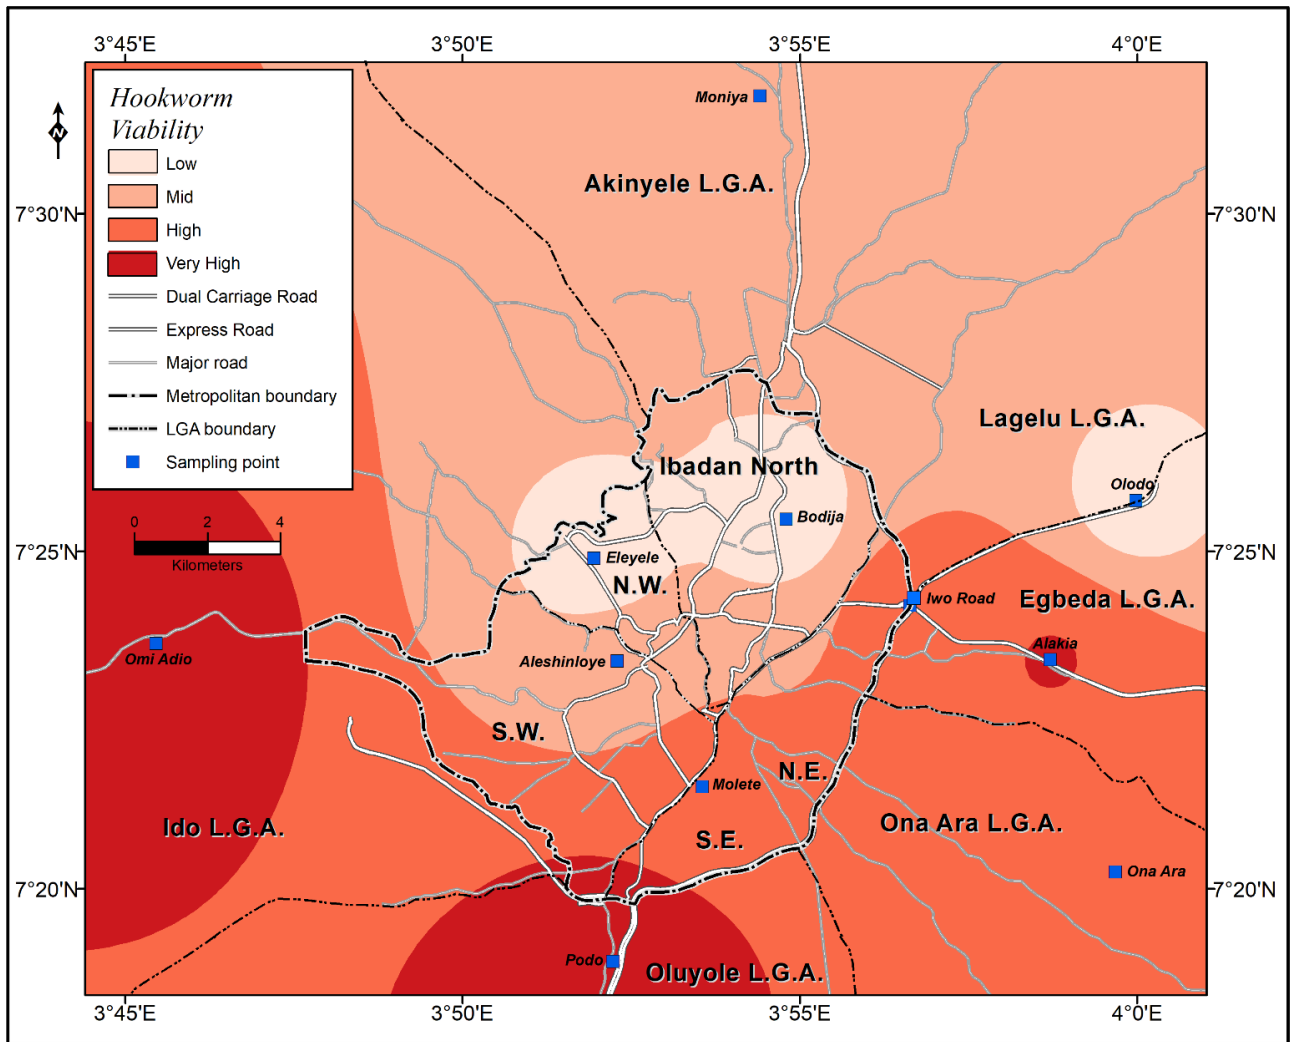 3°45'E
3°50'E
3°55'E
4°0'E
Hookworm
Viability
Low
Mid
High
Very High
Dual Carriage Road
Express Road
Major road
Metropolitan boundary
LGA boundary
Sampling point
N
7°30'N
7°30'N
Moniya
Akinyele L.G.A.
Lagelu L.G.A.
Ibadan North
Olodo
Bodija
0 2 4
Kilometers
7°25'N
7°25'N
Eleyele
N.W.
Iwo Road
Egbeda L.G.A.
Alakia
Omi Adio
Aleshinloye
S.W.
N.E.
Molete
Ido L.G.A.
S.E.
Ona Ara L.G.A.
Ona Ara
7°20'N
7°20'N
Podo
Oluyole L.G.A.
3°45'E
3°50'E
3°55'E
4°0'E